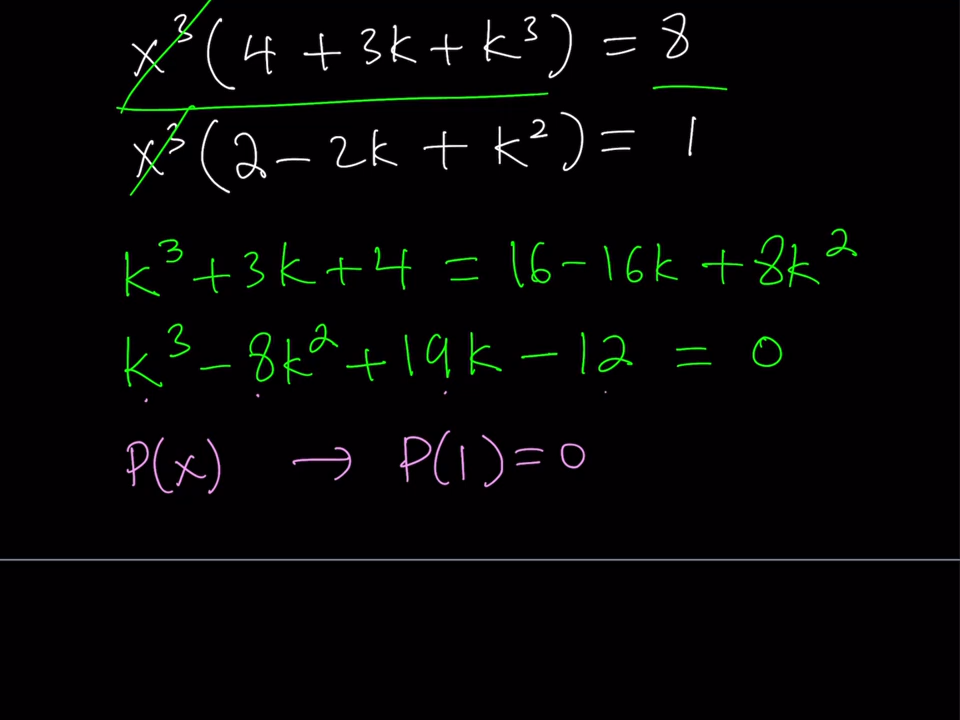 x³(4 + 3k + k³) = 8
x³(2 - 2k + k²) = 1
k³ + 3k + 4 = 16 - 16k + 8k²
k³ - 8k² + 19k - 12 = 0
P(x) → P(1) = 0